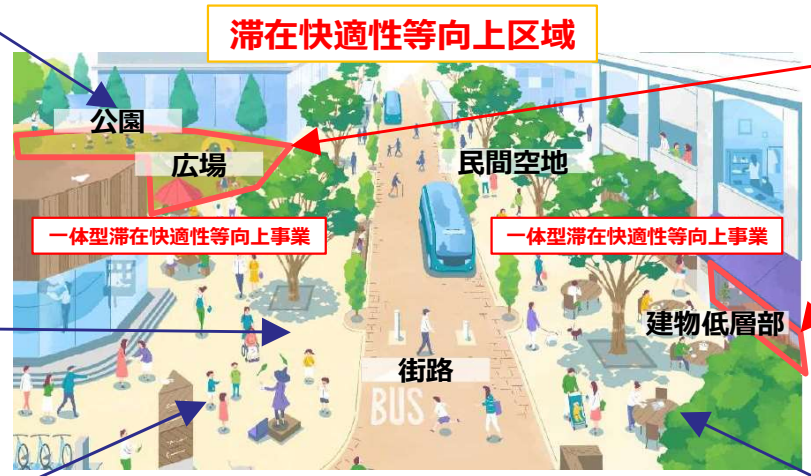 滞在快適性等向上区域
公園
広場
民間空地
一体型滞在快適性等向上事業
一体型滞在快適性等向上事業
建物低層部
街路
BUS